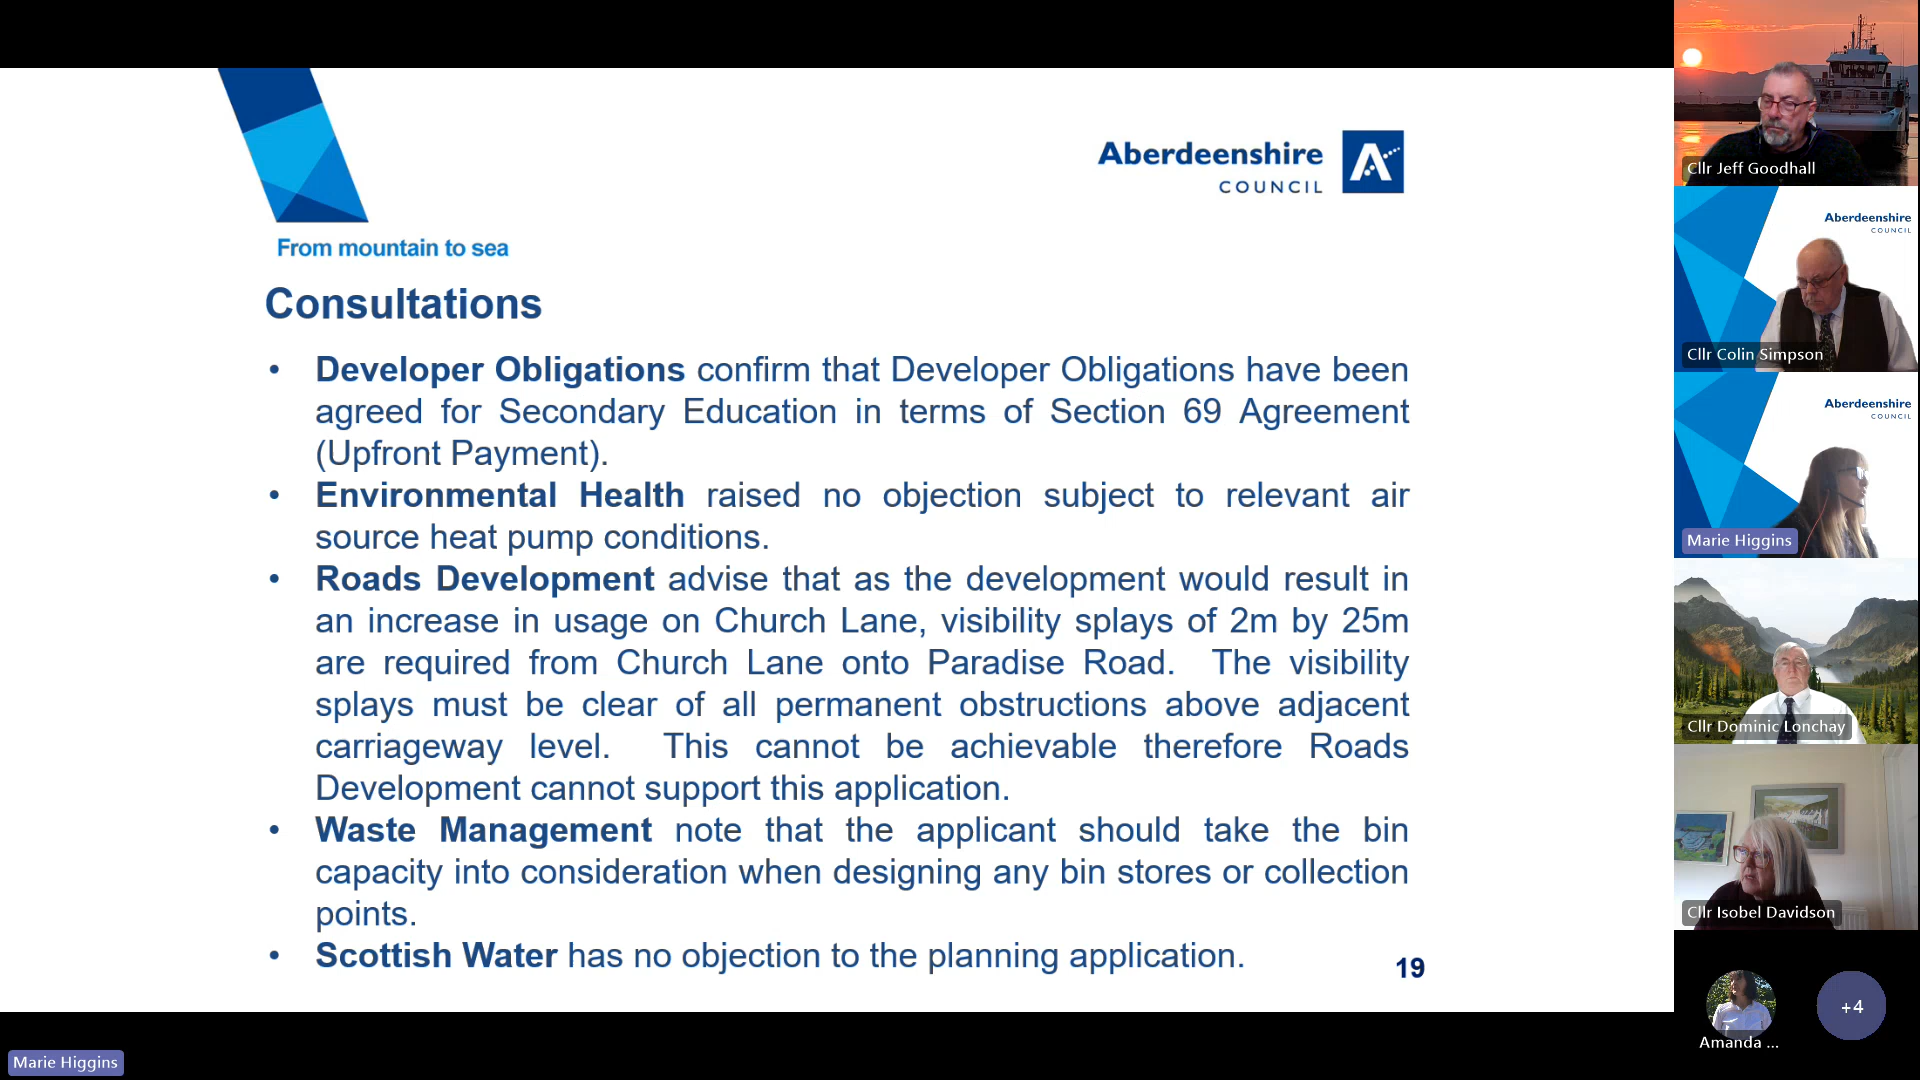 Aberdeenshire
COUNCIL
From mountain to sea
Consultations
• Developer Obligations confirm that Developer Obligations have been
agreed for Secondary Education in terms of Section 69 Agreement
(Upfront Payment).
• Environmental Health raised no objection subject to relevant air
source heat pump conditions.
• Roads Development advise that as the development would result in
an increase in usage on Church Lane, visibility splays of 2m by 25m
are required from Church Lane onto Paradise Road. The visibility
splays must be clear of all permanent obstructions above adjacent
carriageway level. This cannot be achievable therefore Roads
Development cannot support this application.
• Waste Management note that the applicant should take the bin
capacity into consideration when designing any bin stores or collection
points.
• Scottish Water has no objection to the planning application.
19
Marie Higgins
Cllr Jeff Goodhall
Aberdeenshire
COUNCIL
Cllr Colin Simpson
Aberdeenshire
COUNCIL
Marie Higgins
Cllr Dominic Lonchay
Cllr Isobel Davidson
+4
Amanda ...